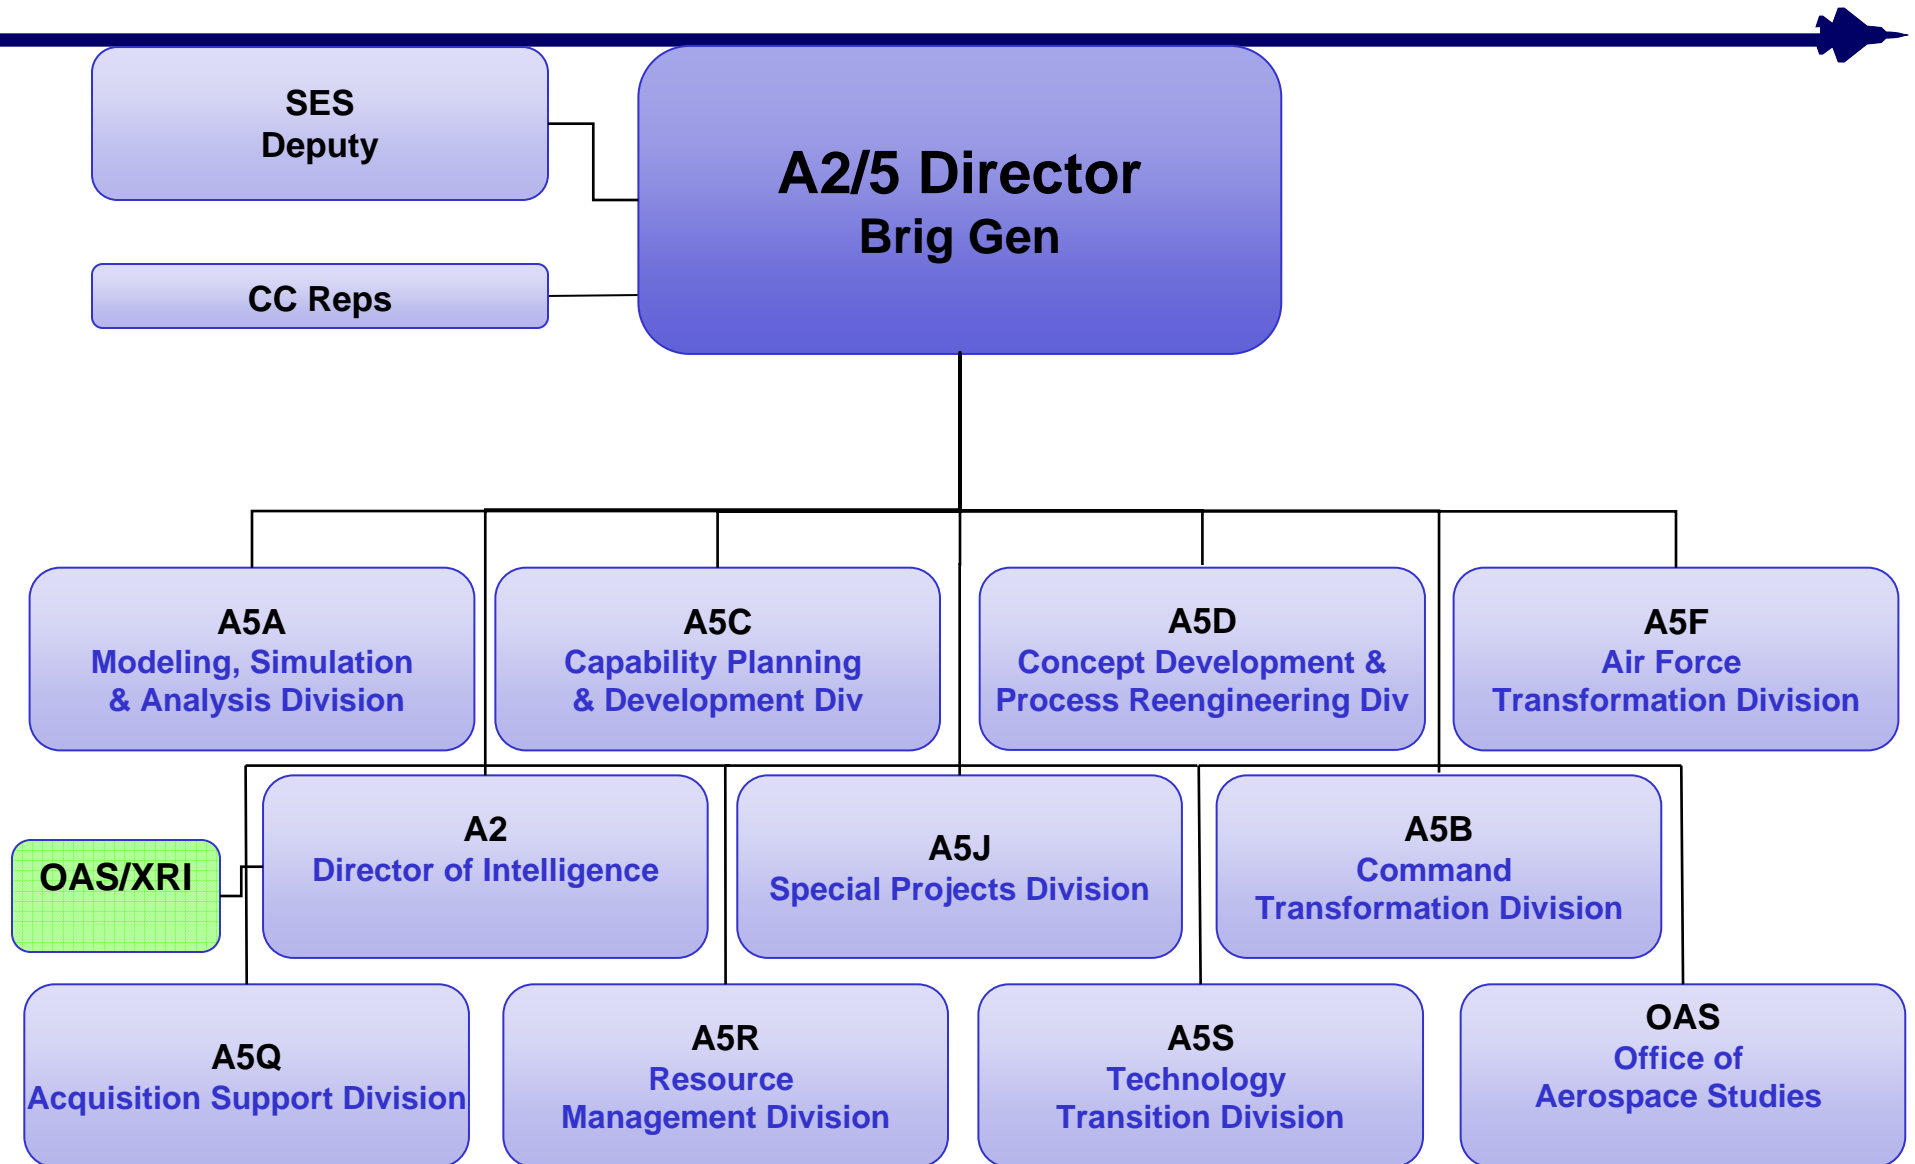 SES
Deputy
A2/5 Director
Brig Gen
CC Reps
A5A
Modeling, Simulation
& Analysis Division
A5C
Capability Planning
& Development Div
A5D
Concept Development &
Process Reengineering Div
A5F
Air Force
Transformation Division
OAS/XRI
A2
Director of Intelligence
A5J
Special Projects Division
A5B
Command
Transformation Division
A5Q
Acquisition Support Division
A5R
Resource
Management Division
A5S
Technology
Transition Division
OAS
Office of
Aerospace Studies